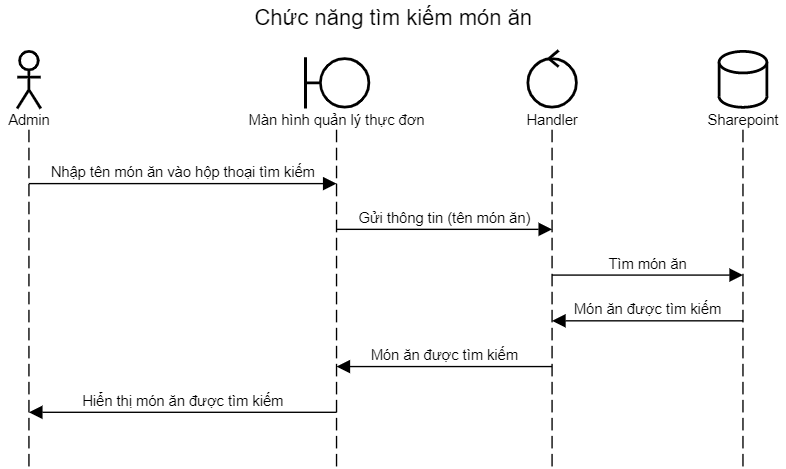 Chức năng tìm kiếm món ăn
Admin
Màn hình quản lý thực đơn
Handler
Sharepoint
Nhập tên món ăn vào hộp thoại tìm kiếm
Gửi thông tin (tên món ăn)
Tìm món ăn
Món ăn được tìm kiếm
Món ăn được tìm kiếm
Hiển thị món ăn được tìm kiếm